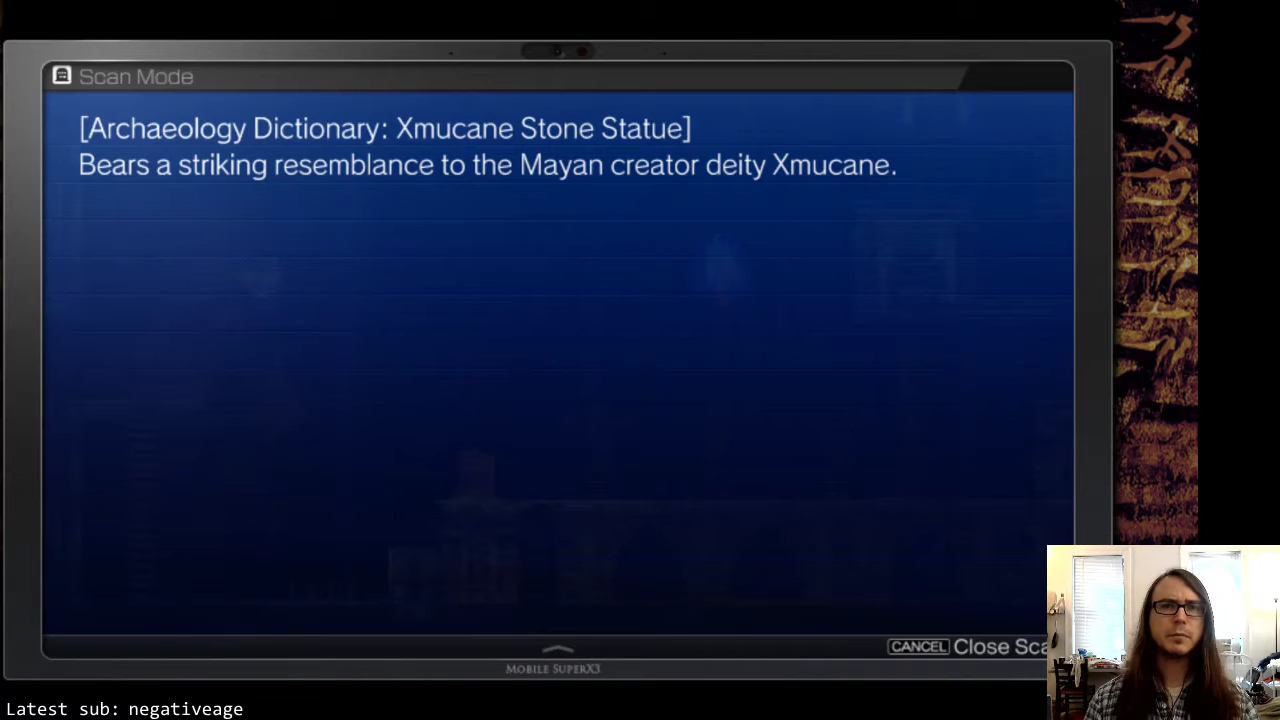 Scan Mode
[Archaeology Dictionary: Xmucane Stone Statue]
Bears a striking resemblance to the Mayan creator deity Xmucane.
CANCEL Close Sca
MOBILE SUPERX3
Latest sub: negativeage